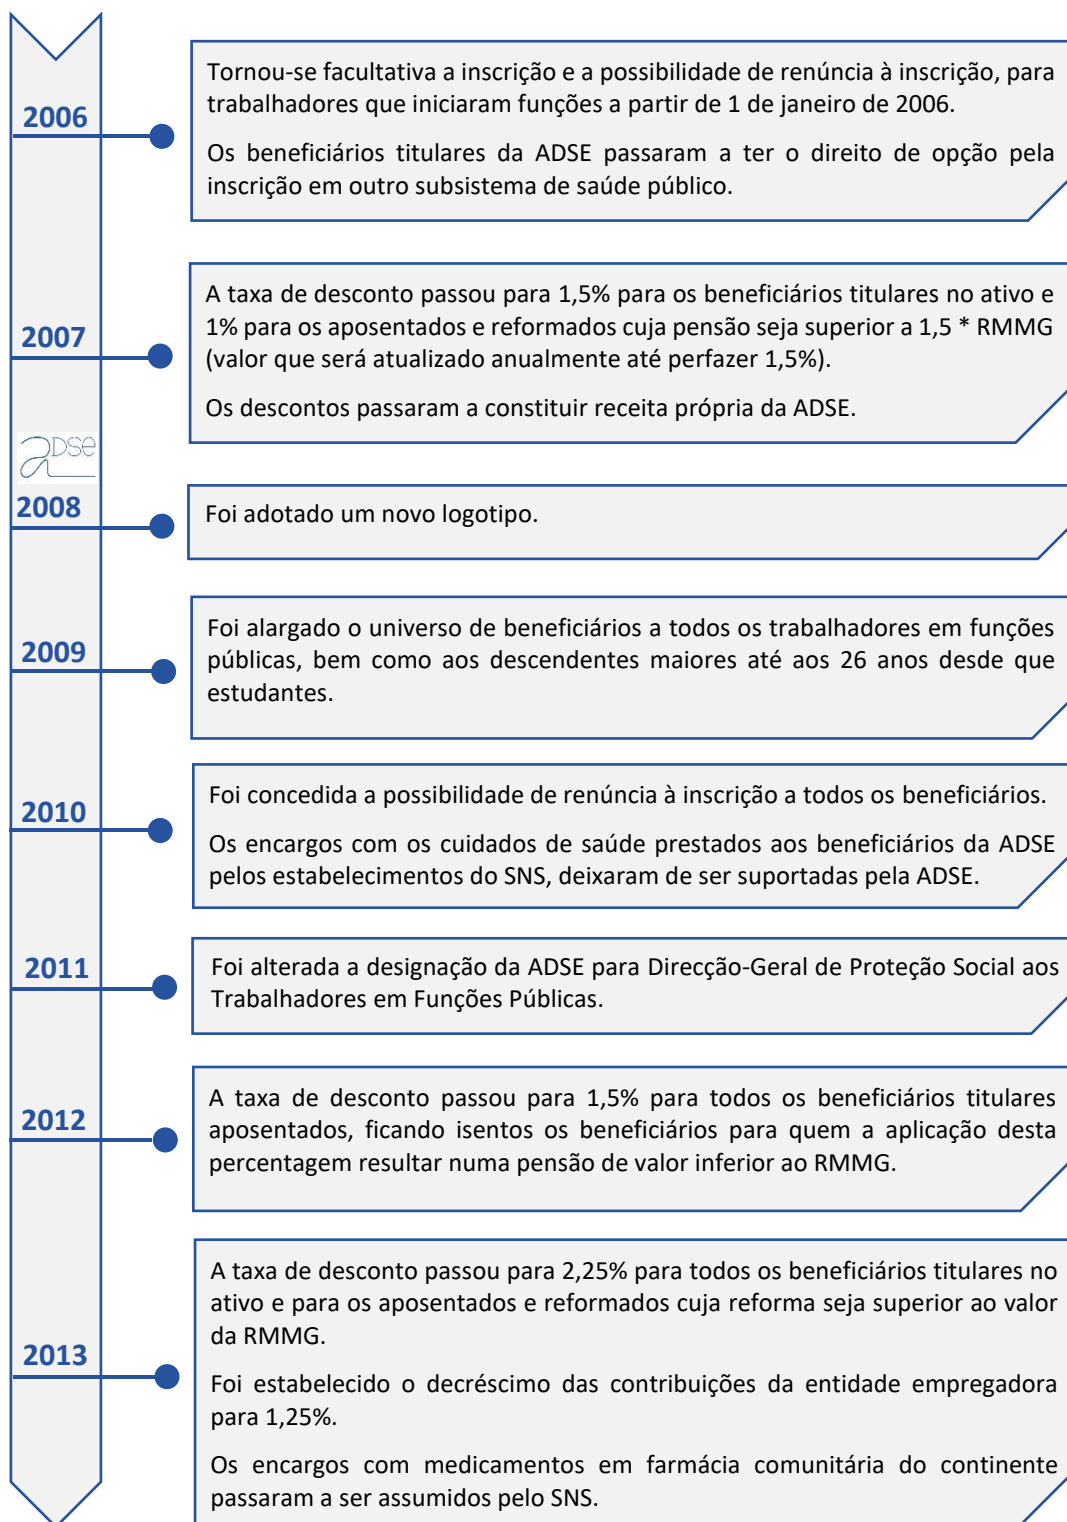 2006
Tornou-se facultativa a inscrição e a possibilidade de renúncia à inscrição, para
trabalhadores que iniciaram funções a partir de 1 de janeiro de 2006.
Os beneficiários titulares da ADSE passaram a ter o direito de opção pela
inscrição em outro subsistema de saúde público.
2007
A taxa de desconto passou para 1,5% para os beneficiários titulares no ativo e
1% para os aposentados e reformados cuja pensão seja superior a 1,5 * RMMG
(valor que será atualizado anualmente até perfazer 1,5%).
Os descontos passaram a constituir receita própria da ADSE.
aDSe
2008
Foi adotado um novo logotipo.
2009
Foi alargado o universo de beneficiários a todos os trabalhadores em funções
públicas, bem como aos descendentes maiores até aos 26 anos desde que
estudantes.
2010
Foi concedida a possibilidade de renúncia à inscrição a todos os beneficiários.
Os encargos com os cuidados de saúde prestados aos beneficiários da ADSE
pelos estabelecimentos do SNS, deixaram de ser suportadas pela ADSE.
2011
Foi alterada a designação da ADSE para Direcção-Geral de Proteção Social aos
Trabalhadores em Funções Públicas.
2012
A taxa de desconto passou para 1,5% para todos os beneficiários titulares
aposentados, ficando isentos os beneficiários para quem a aplicação desta
percentagem resultar numa pensão de valor inferior ao RMMG.
2013
A taxa de desconto passou para 2,25% para todos os beneficiários titulares no
ativo e para os aposentados e reformados cuja reforma seja superior ao valor
da RMMG.
Foi estabelecido o decréscimo das contribuições da entidade empregadora
para 1,25%.
Os encargos com medicamentos em farmácia comunitária do continente
passaram a ser assumidos pelo SNS.